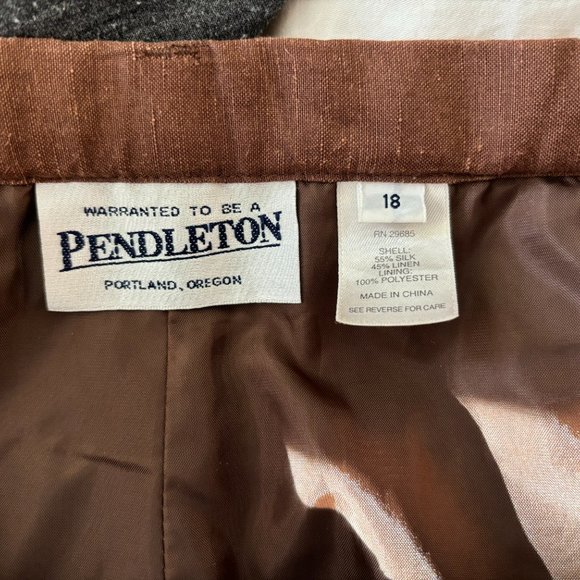 WARRANTED TO BE A
PENDLETON
PORTLAND, OREGON
18
RN 29685
SHELL:
55% SILK
45% LINEN
LINING:
100% POLYESTER
MADE IN CHINA
SEE REVERSE FOR CARE